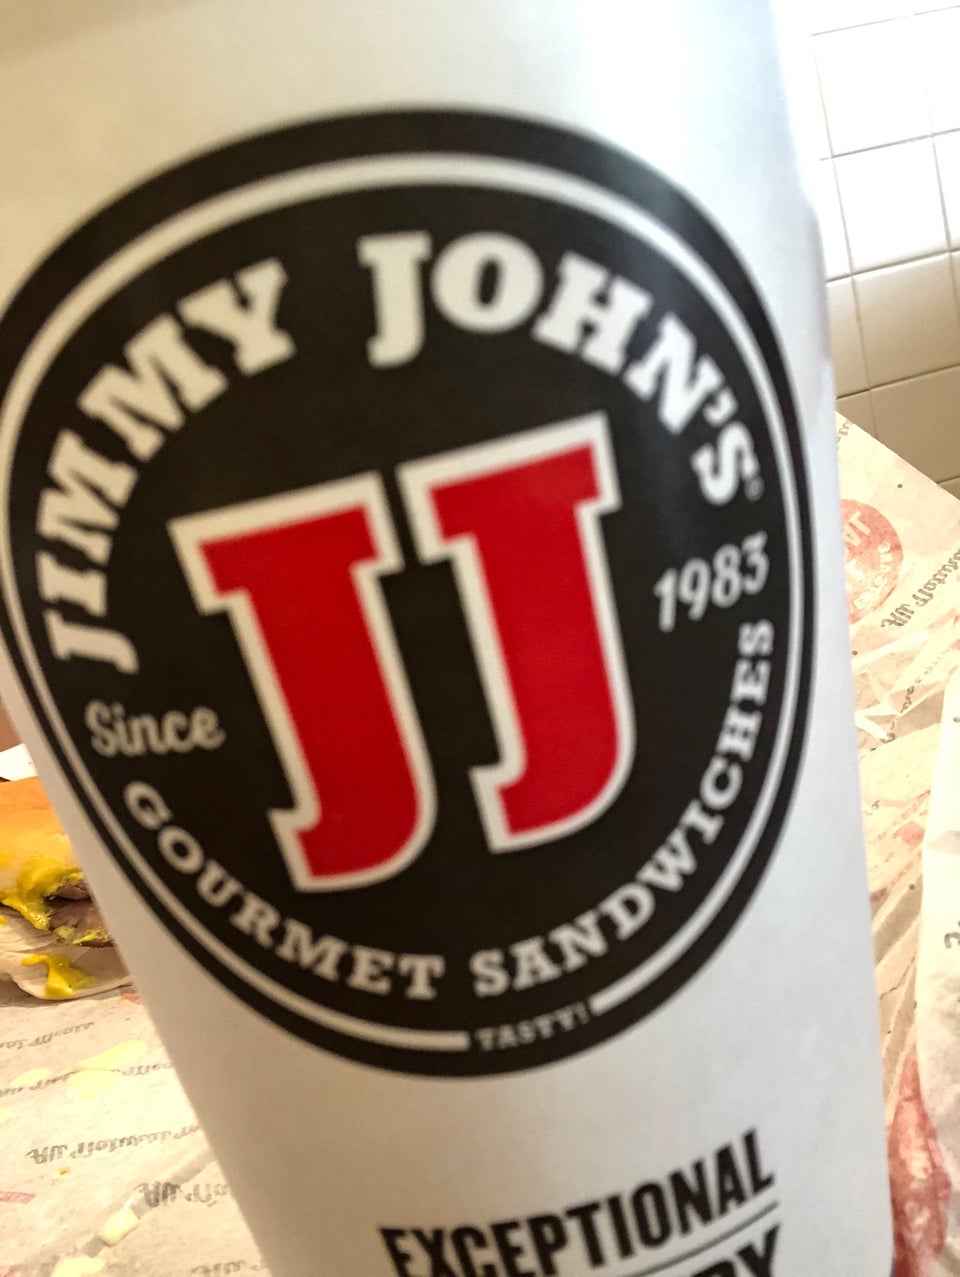 JIMMY JOHN'S®
JJ
Since 1983
GOURMET SANDWICHES
TASTY!
EXCEPTIONAL